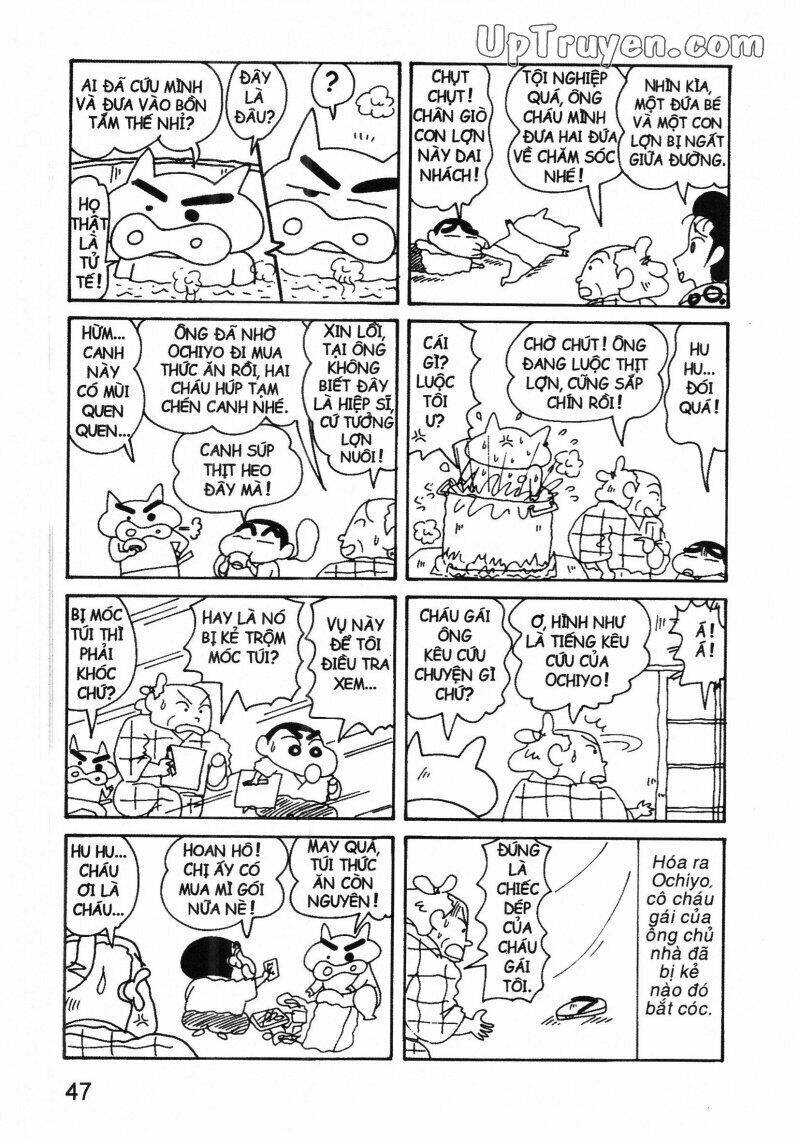 UpTruyen.com
NHÌN KÌA,
MỘT ĐỨA BÉ
VÀ MỘT CON
LỢN BỊ NGẤT
GIỮA ĐƯỜNG.
TỘI NGHIỆP
QUÁ, ÔNG
CHÁU MÌNH
ĐƯA HAI ĐỨA
VỀ CHĂM SÓC
NHÉ!
CHỤT
CHỤT!
CHÂN GIÒ
CON LỢN
NÀY DAI
NHÁCH!
?
ĐÂY
LÀ
ĐÂU?
AI ĐÃ CỨU MÌNH
VÀ ĐƯA VÀO BỒN
TẮM THẾ NHỈ?
HỌ
THẬT
LÀ
TỬ
TẾ!
HU
HU...
ĐÓI
QUÁ!
CHỜ CHÚT! ÔNG
ĐANG LUỘC THỊT
LỢN, CŨNG SẮP
CHÍN RỒI!
CÁI
GÌ?
LUỘC
TÔI
Ư?
XIN LỖI,
TẠI ÔNG
KHÔNG
BIẾT ĐÂY
LÀ HIỆP SĨ,
CỨ TƯỞNG
LỢN
NUÔI!
ÔNG ĐÃ NHỜ
OCHIYO ĐI MUA
THỨC ĂN RỒI, HAI
CHÁU HÚP TẠM
CHÉN CANH NHÉ.
CANH SÚP
THỊT HEO
ĐÂY MÀ!
HỪM...
CANH
NÀY
CÓ MÙI
QUEN
QUEN...
Á!
Á!
Ơ, HÌNH NHƯ
LÀ TIẾNG KÊU
CỨU CỦA
OCHIYO!
CHÁU GÁI
ÔNG
KÊU CỨU
CHUYỆN GÌ
CHỨ?
VỤ NÀY
ĐỂ TÔI
ĐIỀU TRA
XEM...
HAY LÀ NÓ
BỊ KẺ TRỘM
MÓC TÚI?
BỊ MÓC
TÚI THÌ
PHẢI
KHÓC
CHỨ?
Hóa ra
Ochiyo,
cô cháu
gái của
ông chủ
nhà đã
bị kẻ
nào đó
bắt cóc.
ĐÚNG
LÀ
CHIẾC
DÉP
CỦA
CHÁU
GÁI
TÔI.
MAY QUÁ,
TÚI THỨC
ĂN CÒN
NGUYÊN!
HOAN HÔ!
CHỊ ẤY CÓ
MUA MÌ GÓI
NỮA NÈ!
HU HU...
CHÁU
ƠI LÀ
CHÁU...
47